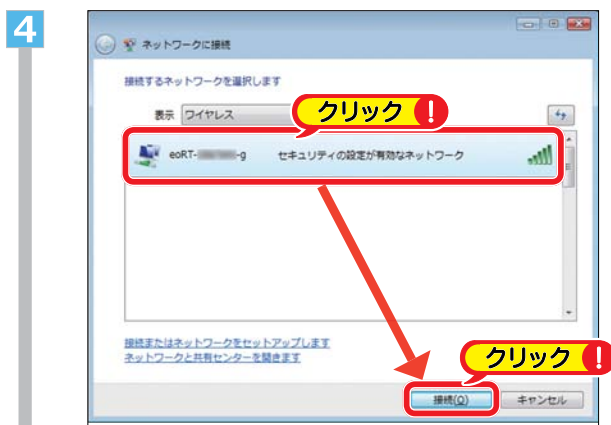 4
ネットワークに接続
接続するネットワークを選択します
表示 ワイヤレス
クリック!
eoRT- -g セキュリティの設定が有効なネットワーク
接続またはネットワークをセットアップします
ネットワークと共有センターを開きます
クリック!
接続(O) キャンセル